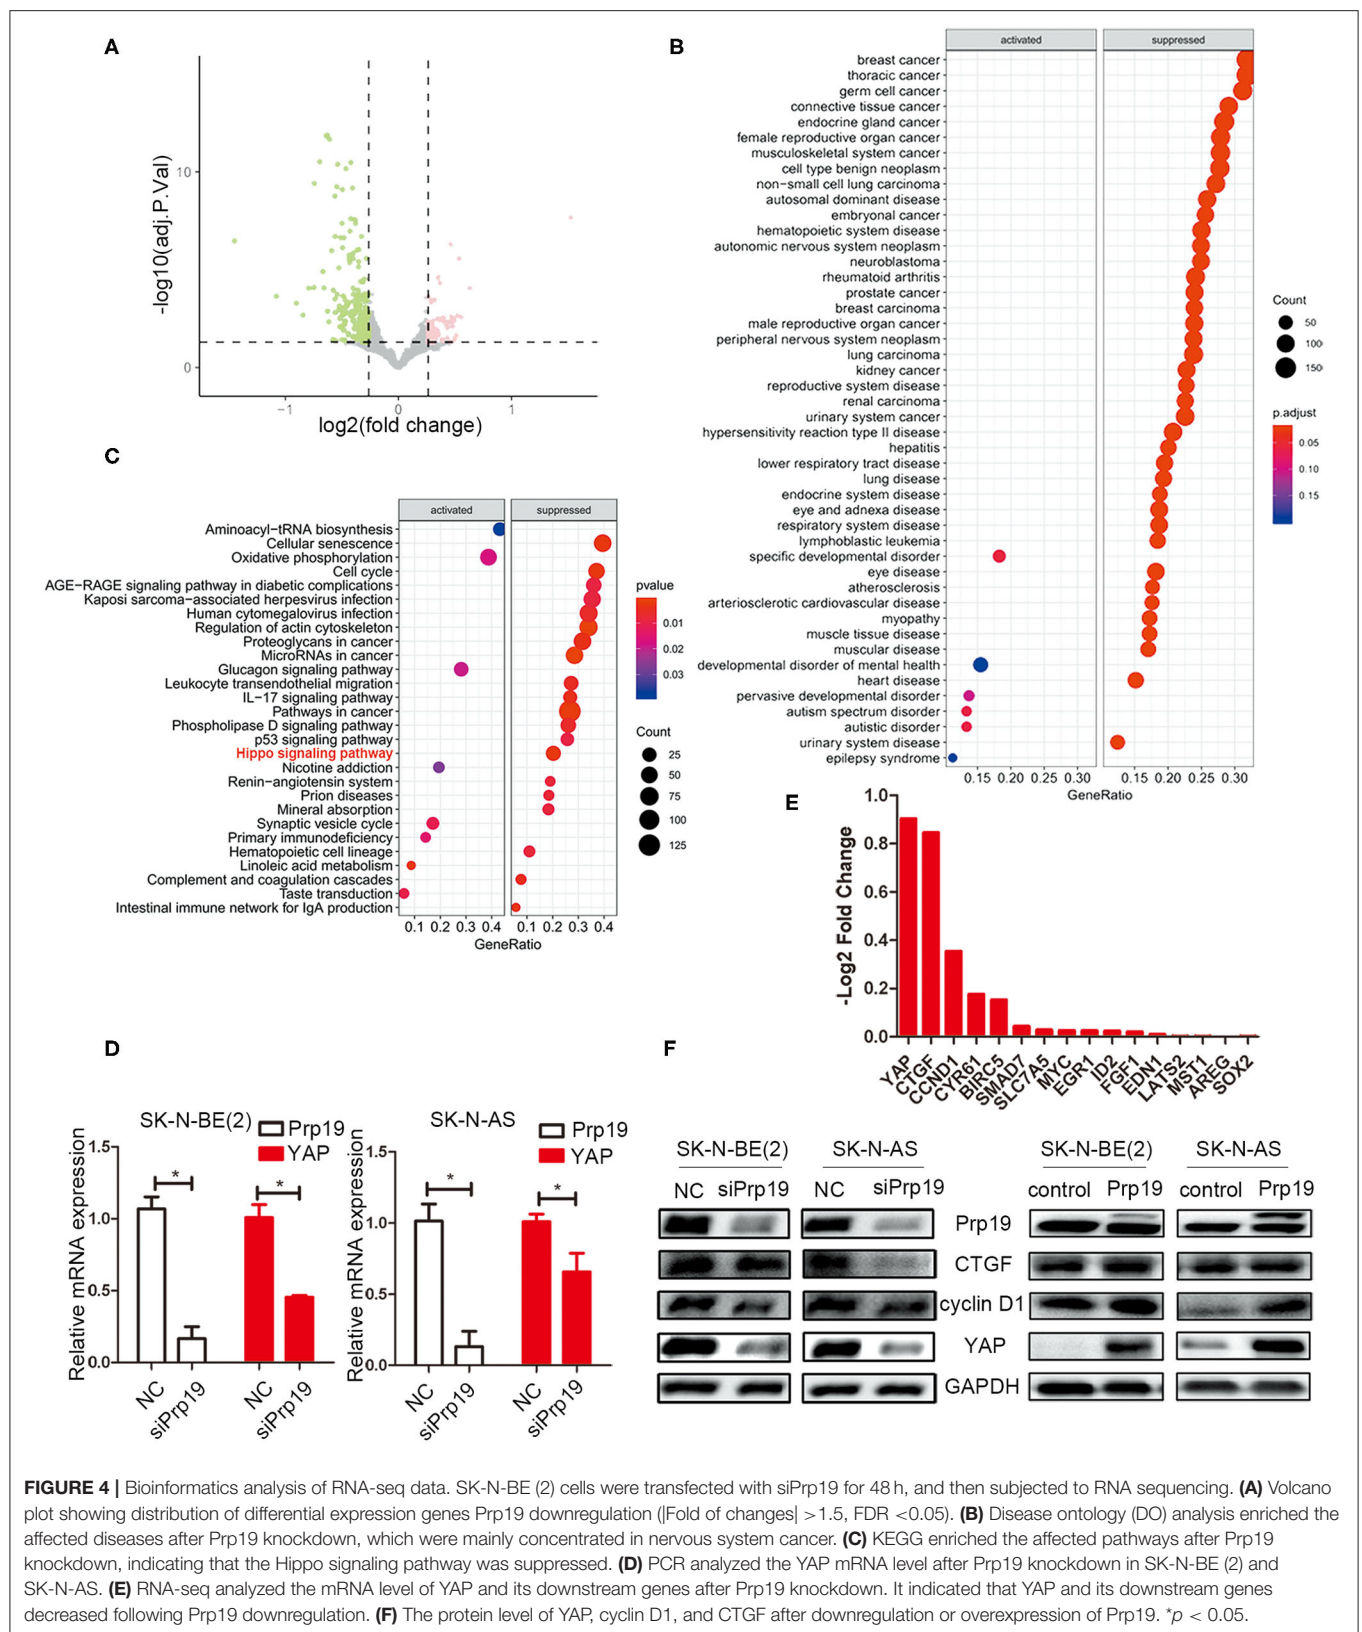 A
-log10(adj.P.Val)
10
0
−1
0
1
log2(fold change)
B
activated
suppressed
breast cancer
thoracic cancer
germ cell cancer
connective tissue cancer
endocrine gland cancer
female reproductive organ cancer
musculoskeletal system cancer
cell type benign neoplasm
non−small cell lung carcinoma
autosomal dominant disease
embryonal cancer
hematopoietic system disease
autonomic nervous system neoplasm
neuroblastoma
rheumatoid arthritis
prostate cancer
breast carcinoma
male reproductive organ cancer
peripheral nervous system neoplasm
lung carcinoma
kidney cancer
reproductive system disease
renal carcinoma
urinary system cancer
hypersensitivity reaction type II disease
hepatitis
lower respiratory tract disease
lung disease
endocrine system disease
eye and adnexa disease
respiratory system disease
lymphoblastic leukemia
specific developmental disorder
eye disease
atherosclerosis
arteriosclerotic cardiovascular disease
myopathy
muscle tissue disease
muscular disease
developmental disorder of mental health
heart disease
pervasive developmental disorder
autism spectrum disorder
autistic disorder
urinary system disease
epilepsy syndrome
0.15 0.20 0.25 0.30
0.15 0.20 0.25 0.30
GeneRatio
Count
50
100
150
p.adjust
0.05
0.10
0.15
C
activated
suppressed
Aminoacyl−tRNA biosynthesis
Cellular senescence
Oxidative phosphorylation
Cell cycle
AGE−RAGE signaling pathway in diabetic complications
Kaposi sarcoma−associated herpesvirus infection
Human cytomegalovirus infection
Regulation of actin cytoskeleton
Proteoglycans in cancer
MicroRNAs in cancer
Glucagon signaling pathway
Leukocyte transendothelial migration
IL−17 signaling pathway
Pathways in cancer
Phospholipase D signaling pathway
p53 signaling pathway
Hippo signaling pathway
Nicotine addiction
Renin−angiotensin system
Prion diseases
Mineral absorption
Synaptic vesicle cycle
Primary immunodeficiency
Hematopoietic cell lineage
Linoleic acid metabolism
Complement and coagulation cascades
Taste transduction
Intestinal immune network for IgA production
0.1 0.2 0.3 0.4
0.1 0.2 0.3 0.4
GeneRatio
pvalue
0.01
0.02
0.03
Count
25
50
75
100
125
E
-Log2 Fold Change
1.0
0.8
0.6
0.4
0.2
0.0
YAP
CTGF
CCND1
CYR61
BIRC5
SMAD7
SLC7A5
MYC
EGR1
ID2
FGF1
EDN1
LATS2
MST1
AREG
SOX2
D
SK-N-BE(2)
Prp19
YAP
Relative mRNA expression
1.5
1.0
0.5
0.0
*
*
NC
siPrp19
NC
siPrp19
SK-N-AS
Prp19
YAP
Relative mRNA expression
1.5
1.0
0.5
0.0
*
*
NC
siPrp19
NC
siPrp19
F
SK-N-BE(2) SK-N-AS SK-N-BE(2) SK-N-AS
NC siPrp19 NC siPrp19 control Prp19 control Prp19
Prp19
CTGF
cyclin D1
YAP
GAPDH
FIGURE 4 | Bioinformatics analysis of RNA-seq data. SK-N-BE (2) cells were transfected with siPrp19 for 48 h, and then subjected to RNA sequencing. (A) Volcano
plot showing distribution of differential expression genes Prp19 downregulation (|Fold of changes| >1.5, FDR <0.05). (B) Disease ontology (DO) analysis enriched the
affected diseases after Prp19 knockdown, which were mainly concentrated in nervous system cancer. (C) KEGG enriched the affected pathways after Prp19
knockdown, indicating that the Hippo signaling pathway was suppressed. (D) PCR analyzed the YAP mRNA level after Prp19 knockdown in SK-N-BE (2) and
SK-N-AS. (E) RNA-seq analyzed the mRNA level of YAP and its downstream genes after Prp19 knockdown. It indicated that YAP and its downstream genes
decreased following Prp19 downregulation. (F) The protein level of YAP, cyclin D1, and CTGF after downregulation or overexpression of Prp19. *p < 0.05.